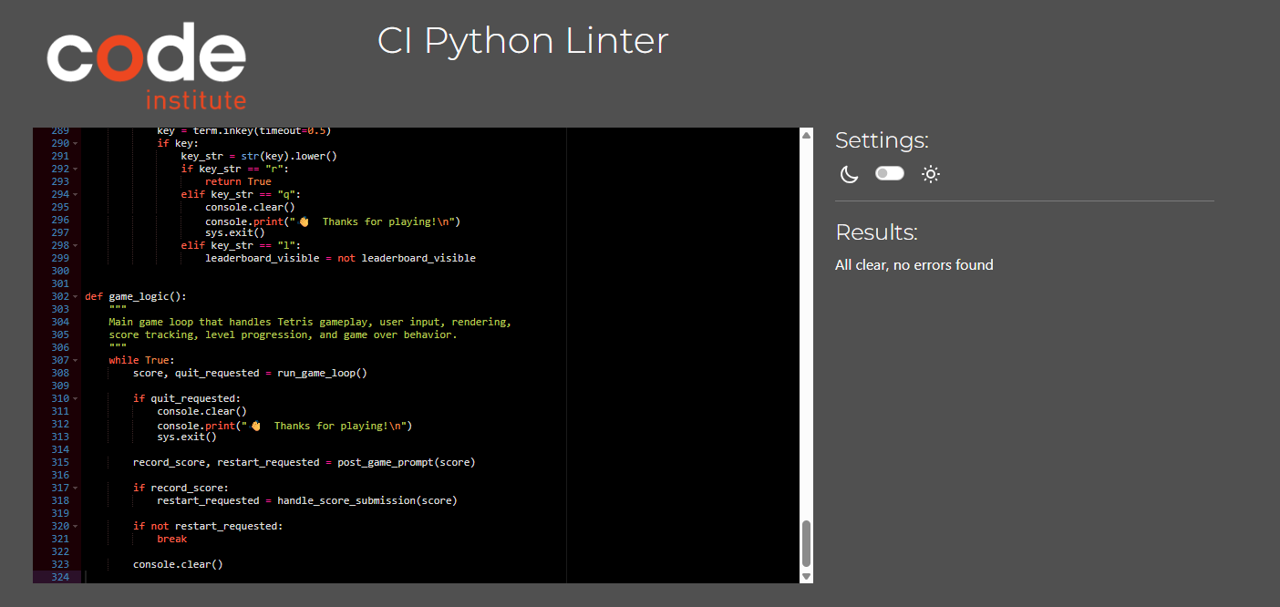 code
institute
CI Python Linter
289 key = term.inkey(timeout=0.5)
290 if key:
291 key_str = str(key).lower()
292 if key_str == "r":
293 return True
294 elif key_str == "q":
295 console.clear()
296 console.print("👏  Thanks for playing!\n")
297 sys.exit()
298 elif key_str == "l":
299 leaderboard_visible = not leaderboard_visible
300
301
302 def game_logic():
303 """
304 Main game loop that handles Tetris gameplay, user input, rendering,
305 score tracking, level progression, and game over behavior.
306 """
307 while True:
308 score, quit_requested = run_game_loop()
309
310 if quit_requested:
311 console.clear()
312 console.print("👏  Thanks for playing!\n")
313 sys.exit()
314
315 record_score, restart_requested = post_game_prompt(score)
316
317 if record_score:
318 restart_requested = handle_score_submission(score)
319
320 if not restart_requested:
321 break
322
323 console.clear()
324
Settings:
Results:
All clear, no errors found